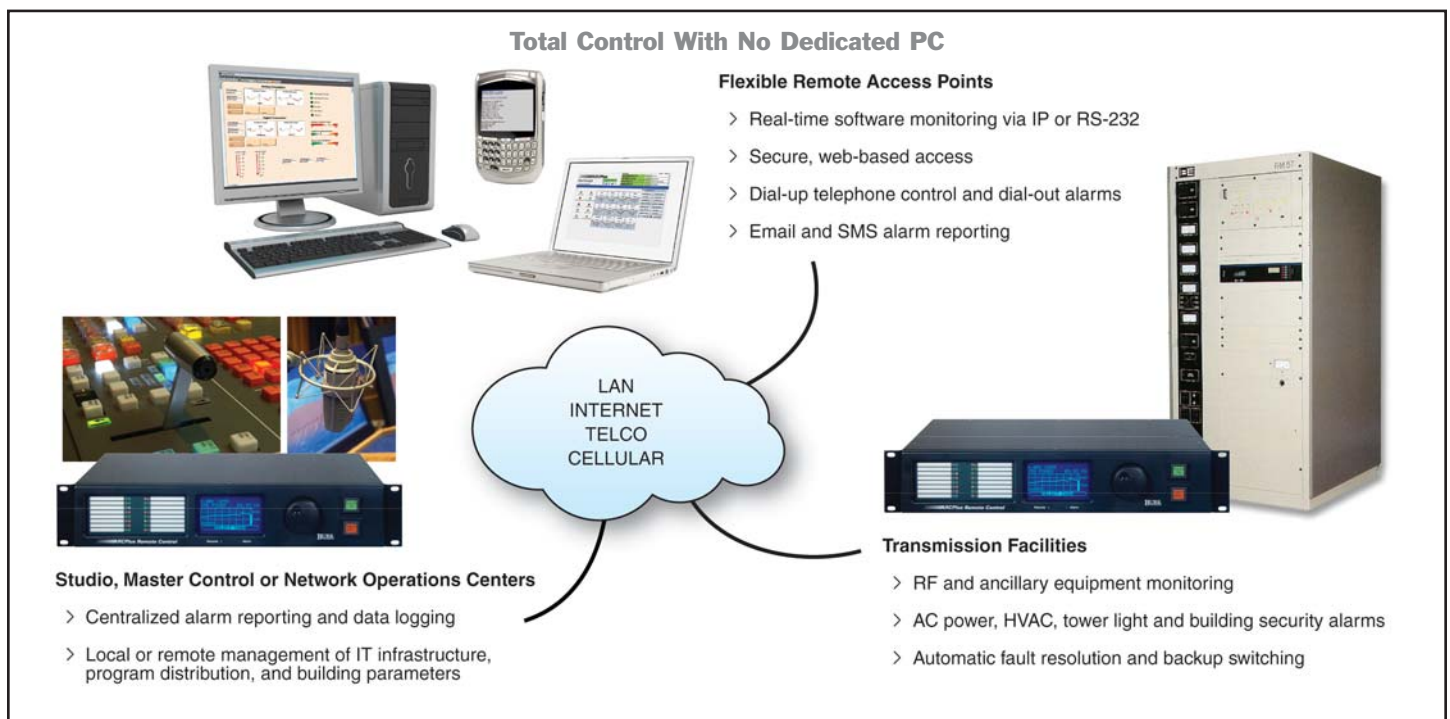 Total Control With No Dedicated PC
Flexible Remote Access Points
> Real-time software monitoring via IP or RS-232
> Secure, web-based access
> Dial-up telephone control and dial-out alarms
> Email and SMS alarm reporting
LAN
INTERNET
TELCO
CELLULAR
Studio, Master Control or Network Operations Centers
> Centralized alarm reporting and data logging
> Local or remote management of IT infrastructure,
program distribution, and building parameters
Transmission Facilities
> RF and ancillary equipment monitoring
> AC power, HVAC, tower light and building security alarms
> Automatic fault resolution and backup switching
Remote Control
Remote Control